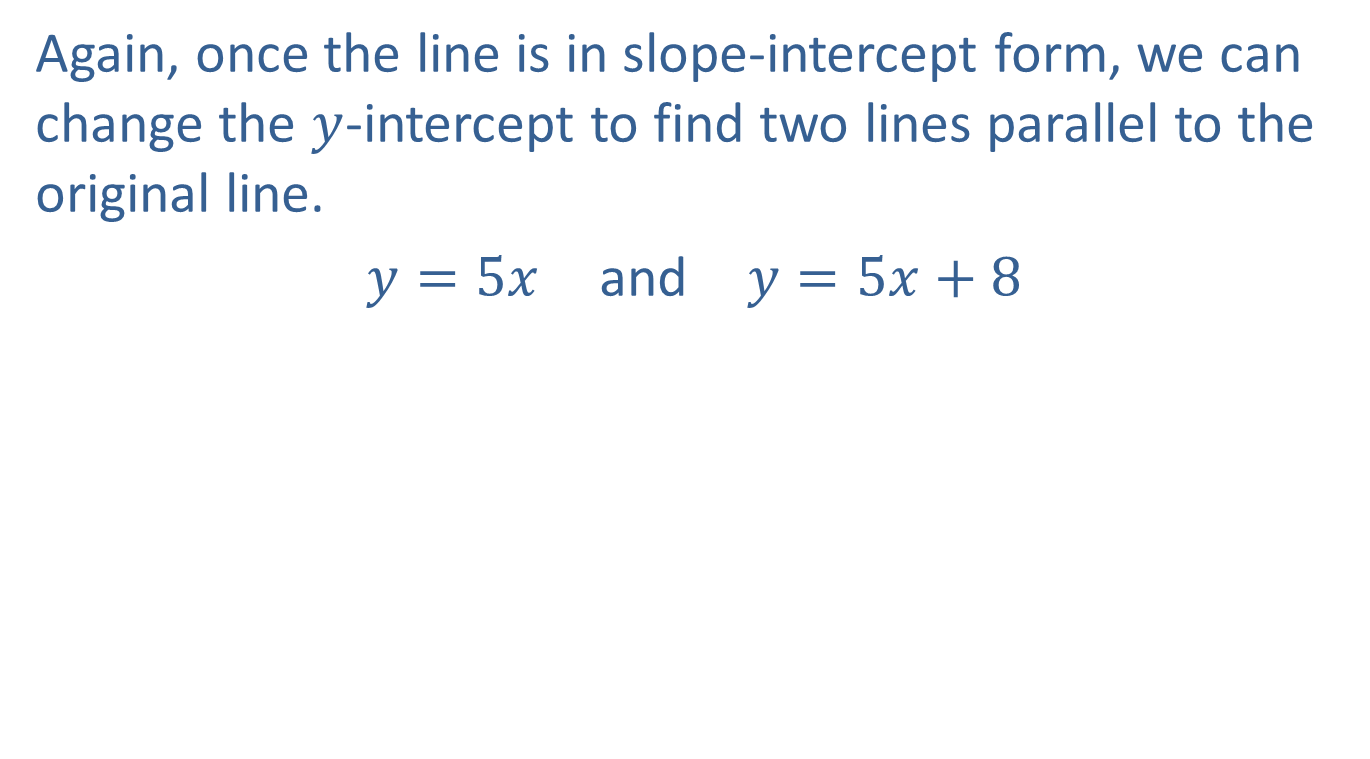 Again, once the line is in slope-intercept form, we can
change the y-intercept to find two lines parallel to the
original line.
y = 5x and y = 5x + 8